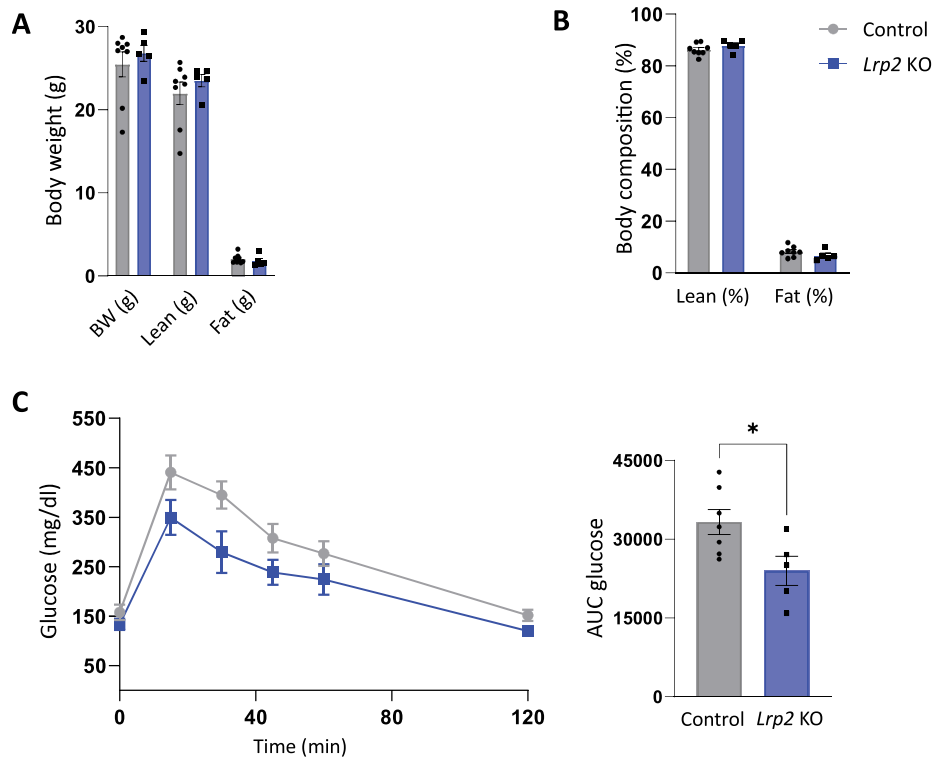 A
Body weight (g)
30
20
10
0
BW (g)
Lean (g)
Fat (g)
B
Body composition (%)
100
80
60
40
20
0
Lean (%)
Fat (%)
Control
Lrp2 KO
C
Glucose (mg/dl)
550
450
350
250
150
50
0
40
80
120
Time (min)
AUC glucose
45000
30000
15000
0
*
Control
Lrp2 KO